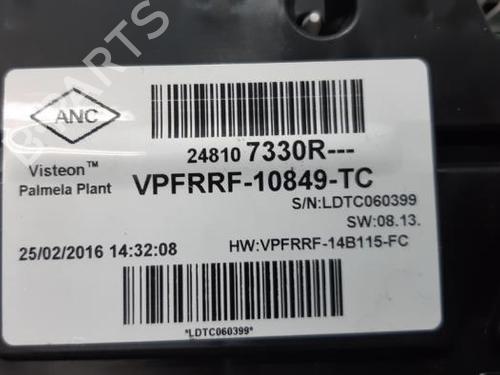 B PARTS
ANC
Visteon™
Palmela Plant
24810 7330R---
VPFRRF-10849-TC
S/N:LDTC060399
SW:08.13.
25/02/2016 14:32:08
HW:VPFRRF-14B115-FC
*LDTC060399*